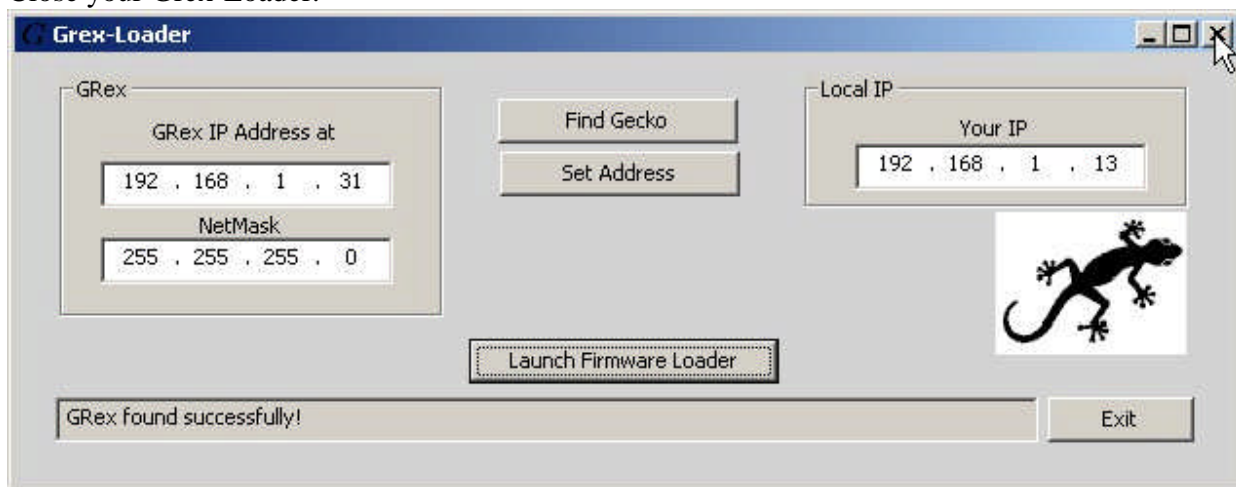 Close your Grex-Loader.
Grex-Loader
GRex
GRex IP Address at
192 . 168 . 1 . 31
NetMask
255 . 255 . 255 . 0
Find Gecko
Set Address
Local IP
Your IP
192 . 168 . 1 . 13
Launch Firmware Loader
GRex found successfully!
Exit